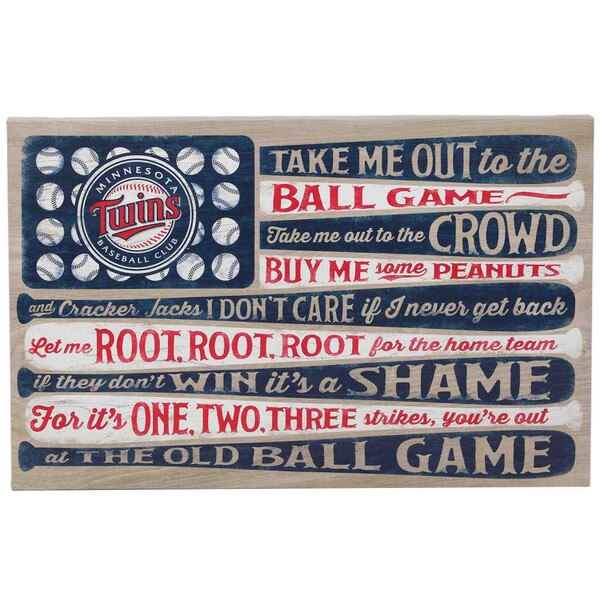 MINNESOTA
Twins
BASEBALL CLUB
TAKE ME OUT to the
BALL GAME
Take me out to the CROWD
BUY ME some PEANUTS
and Cracker Jacks I DON'T CARE if I never get back
Let me ROOT, ROOT, ROOT for the home team
if they don't WIN it's a SHAME
For it's ONE, TWO, THREE strikes, you're out
at THE OLD BALL GAME